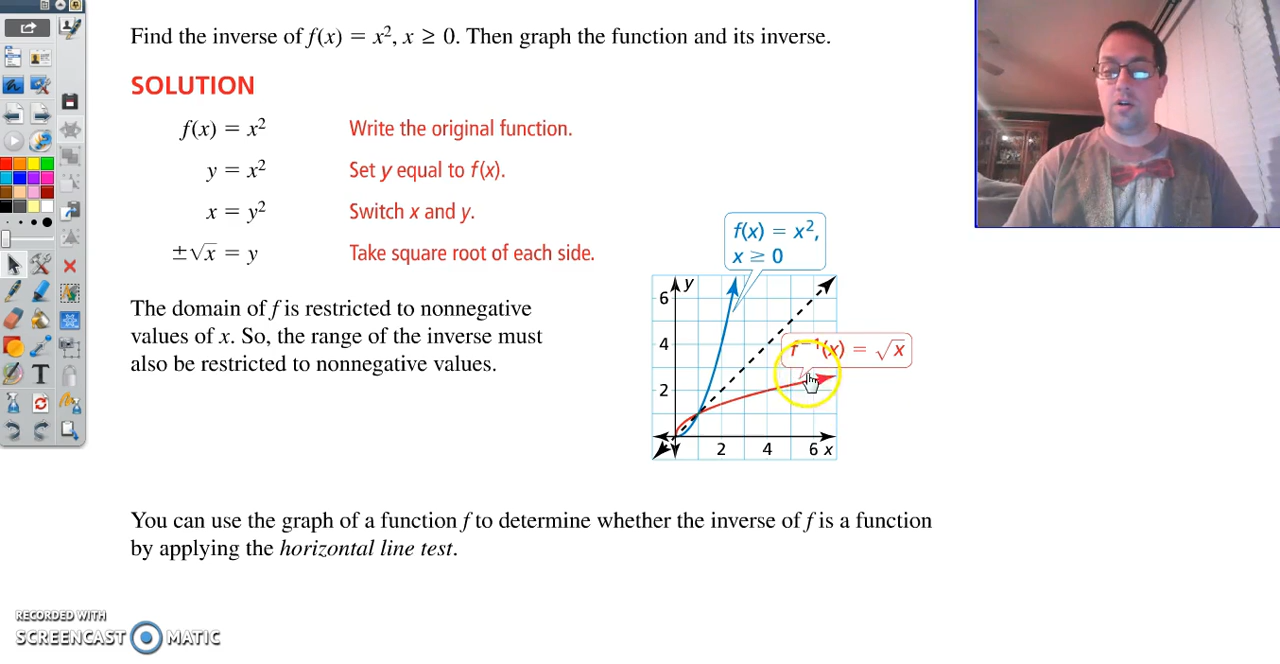 Find the inverse of f(x) = x², x ≥ 0. Then graph the function and its inverse.
SOLUTION
f(x) = x² Write the original function.
y = x² Set y equal to f(x).
x = y² Switch x and y.
±√x = y Take square root of each side.
The domain of f is restricted to nonnegative
values of x. So, the range of the inverse must
also be restricted to nonnegative values.
f(x) = x²,
x ≥ 0
y
6
4
2
f⁻¹(x) = √x
2 4 6 x
You can use the graph of a function f to determine whether the inverse of f is a function
by applying the horizontal line test.
T
RECORDED WITH
SCREENCAST MATIC